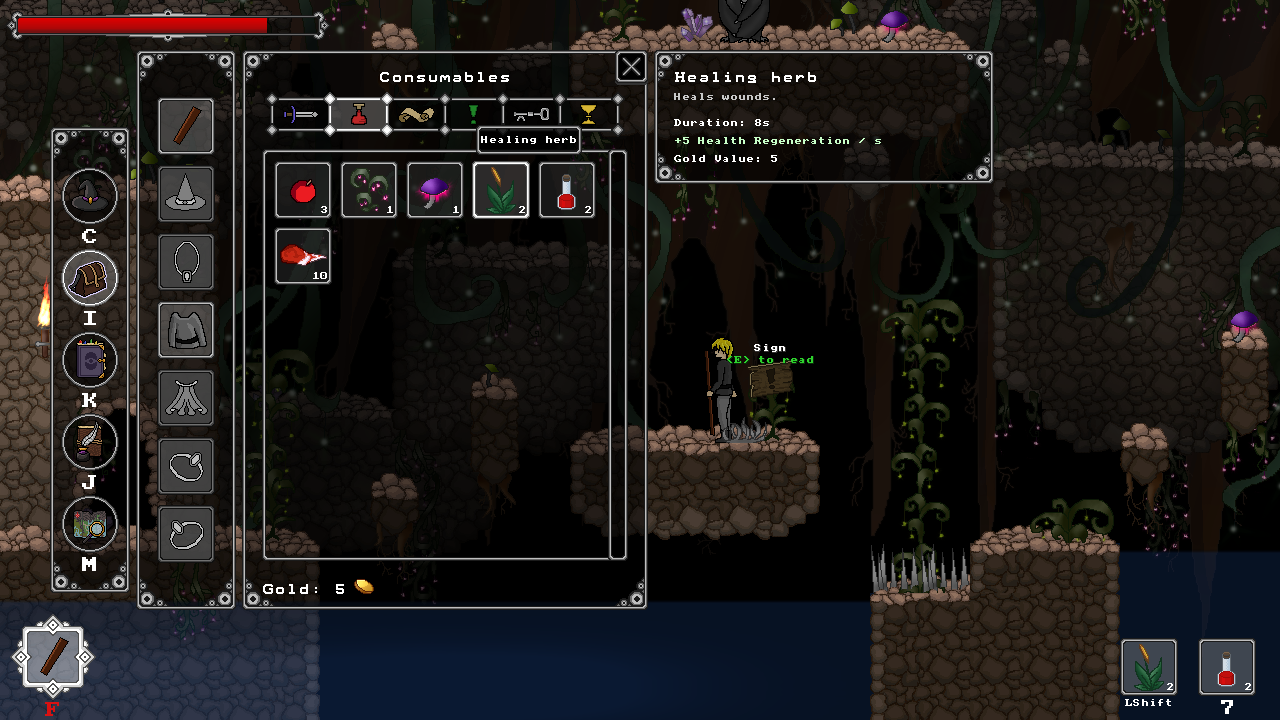 Consumables
Healing herb
3
1
1
2
2
10
Gold: 5
Healing herb
Heals wounds.
Duration: 8s
+5 Health Regeneration / s
Gold Value: 5
C
I
K
J
M
Sign
<E> to read
F
2
LShift
2
7